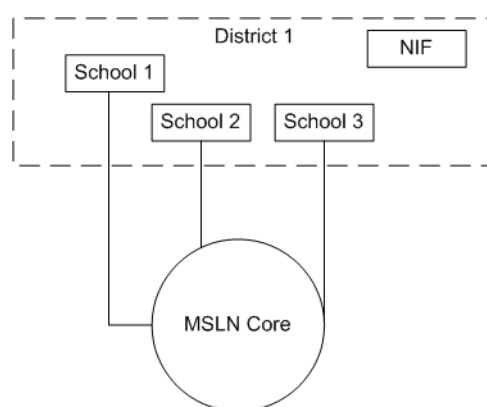 District 1
NIF
School 1
School 2
School 3
MSLN Core